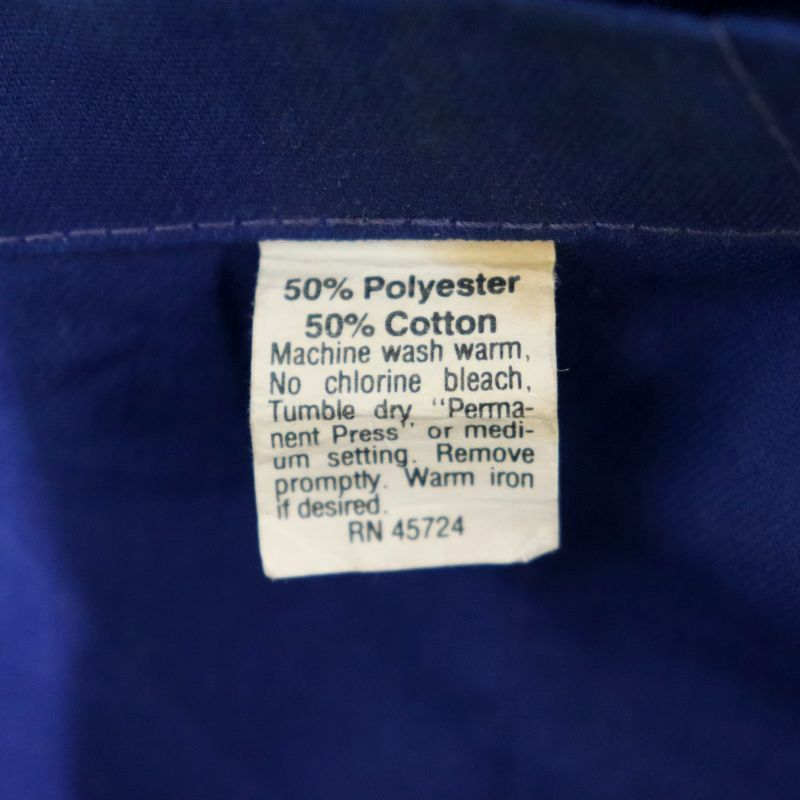 50% Polyester
50% Cotton
Machine wash warm,
No chlorine bleach,
Tumble dry "Perma-
nent Press" or medi-
um setting. Remove
promptly. Warm iron
if desired.
RN 45724